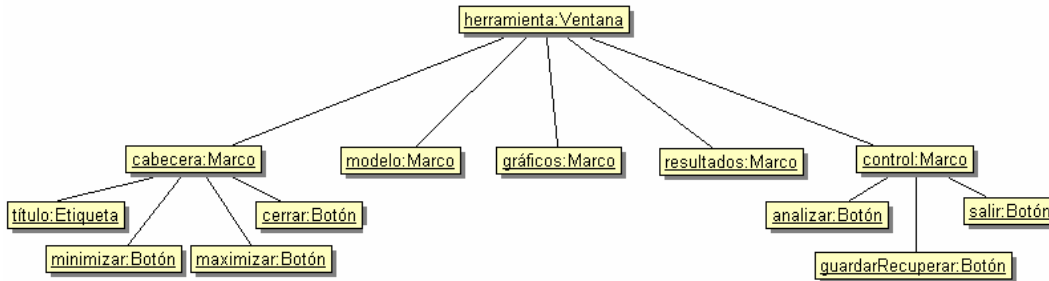 herramienta:Ventana
cabecera:Marco
modelo:Marco
gráficos:Marco
resultados:Marco
control:Marco
título:Etiqueta
cerrar:Botón
analizar:Botón
salir:Botón
minimizar:Botón
maximizar:Botón
guardarRecuperar:Botón